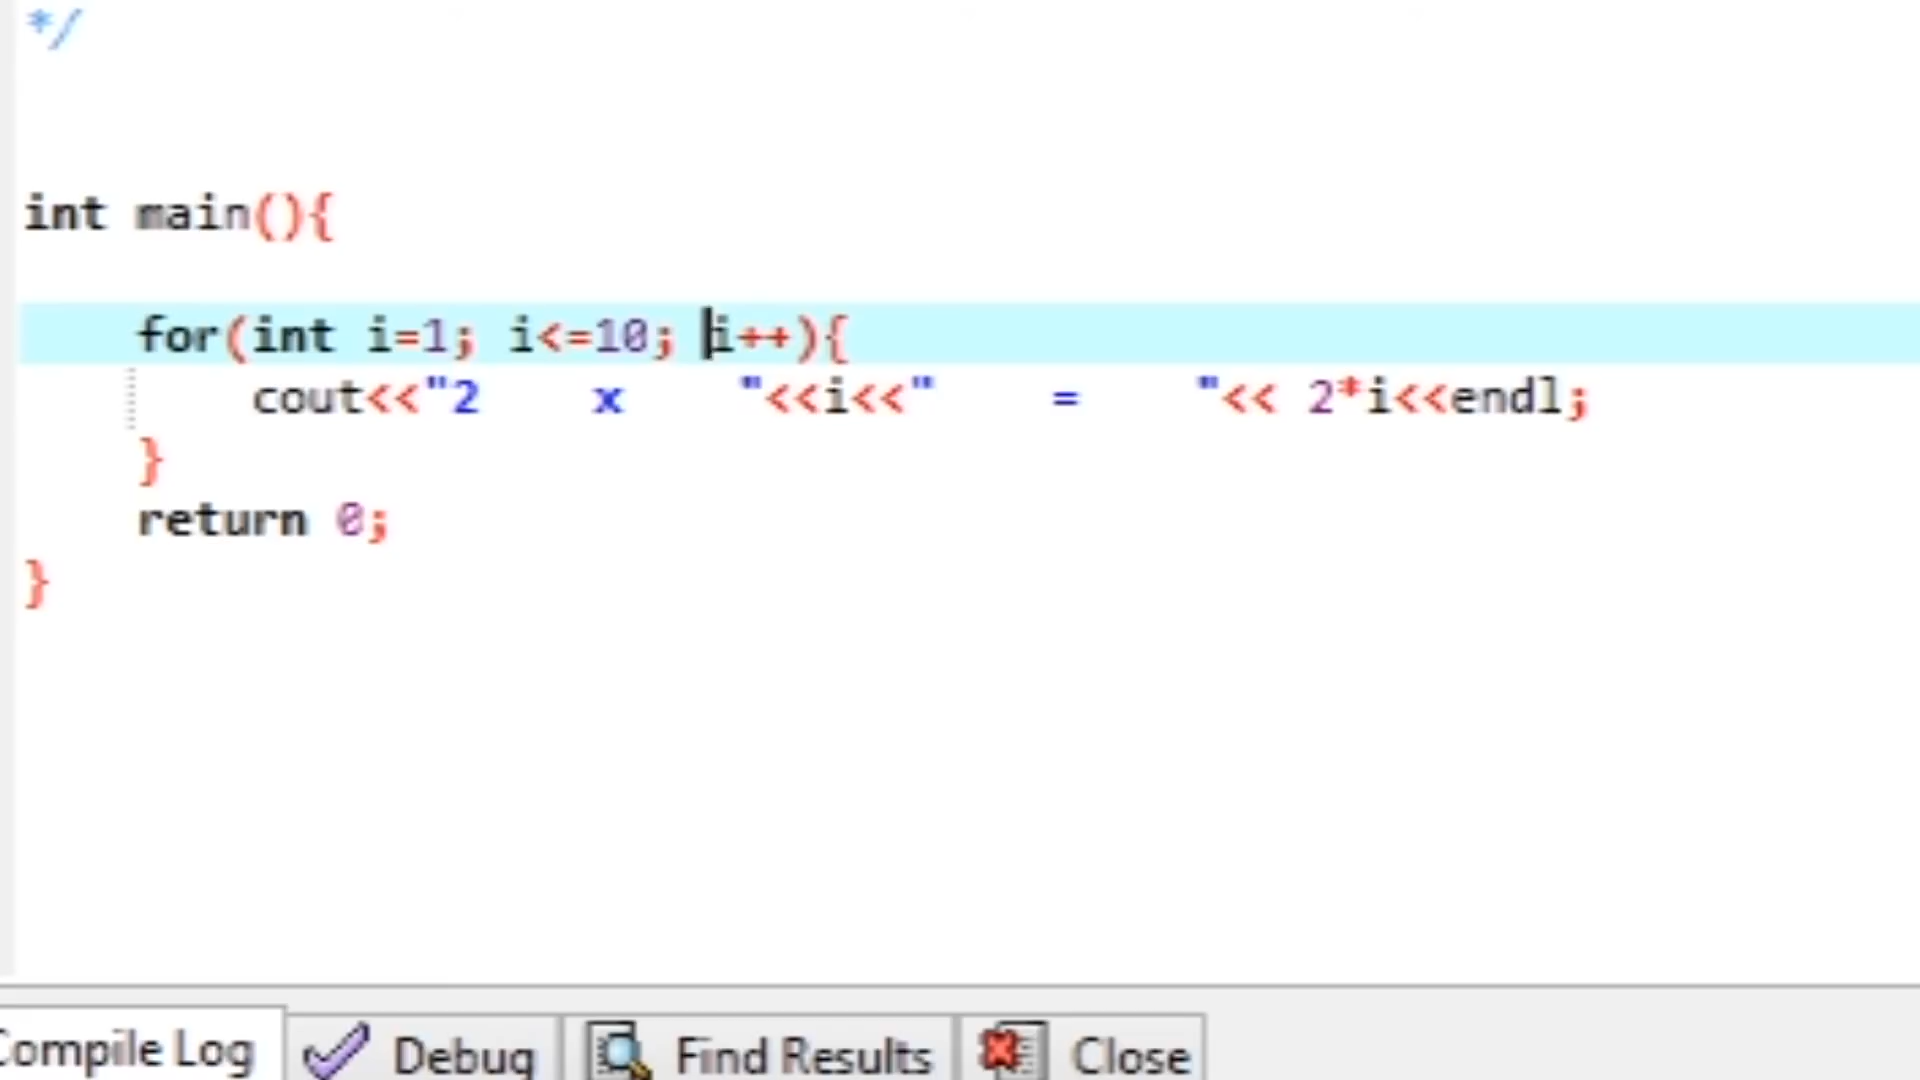 */
int main(){
for(int i=1; i<=10; i++){
cout<<"2    x    "<<i<<"    =    "<< 2*i<<endl;
}
return 0;
}
Compile Log Debug Find Results Close